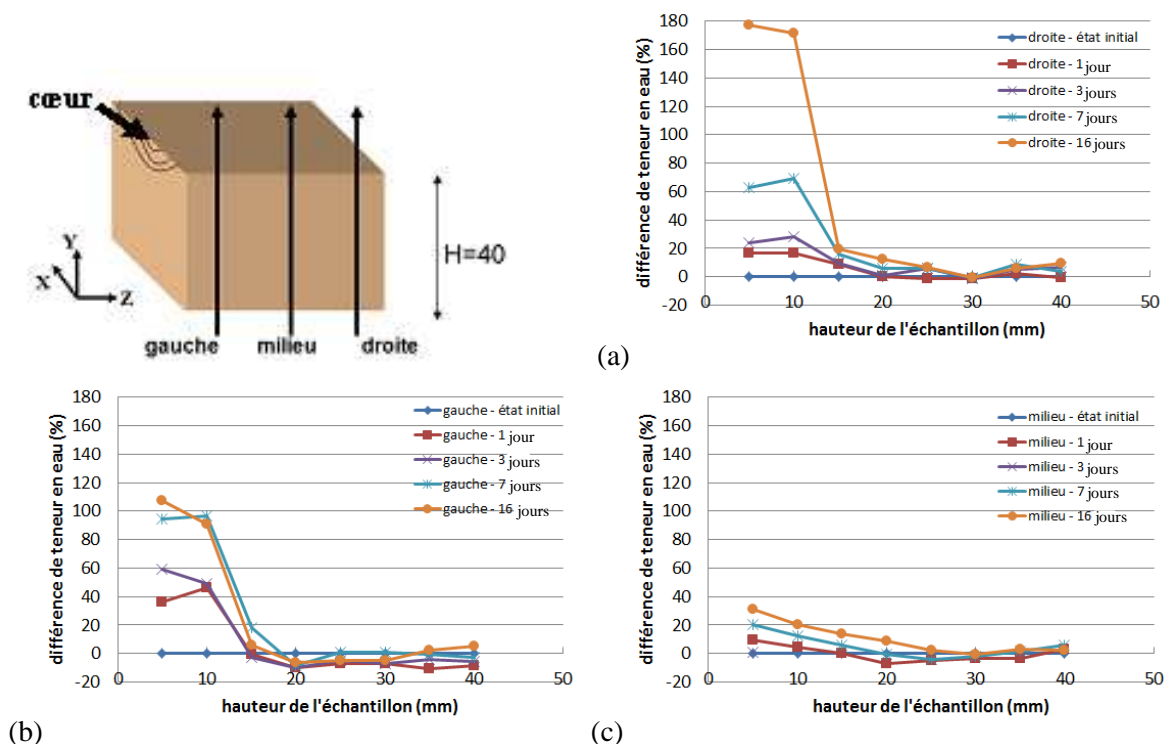 cœur
Y
X
Z
H=40
gauche
milieu
droite
180
160
140
120
100
80
60
40
20
0
-20
différence de teneur en eau (%)
droite - état initial
droite - 1 jour
droite - 3 jours
droite - 7 jours
droite - 16 jours
0
10
20
30
40
50
hauteur de l'échantillon (mm)
(a)
180
160
140
120
100
80
60
40
20
0
-20
différence de teneur en eau (%)
gauche - état initial
gauche - 1 jour
gauche - 3 jours
gauche - 7 jours
gauche - 16 jours
0
10
20
30
40
50
hauteur de l'échantillon (mm)
(b)
180
160
140
120
100
80
60
40
20
0
-20
différence de teneur en eau (%)
milieu - état initial
milieu - 1 jour
milieu - 3 jours
milieu - 7 jours
milieu - 16 jours
0
10
20
30
40
50
hauteur de l'échantillon (mm)
(c)